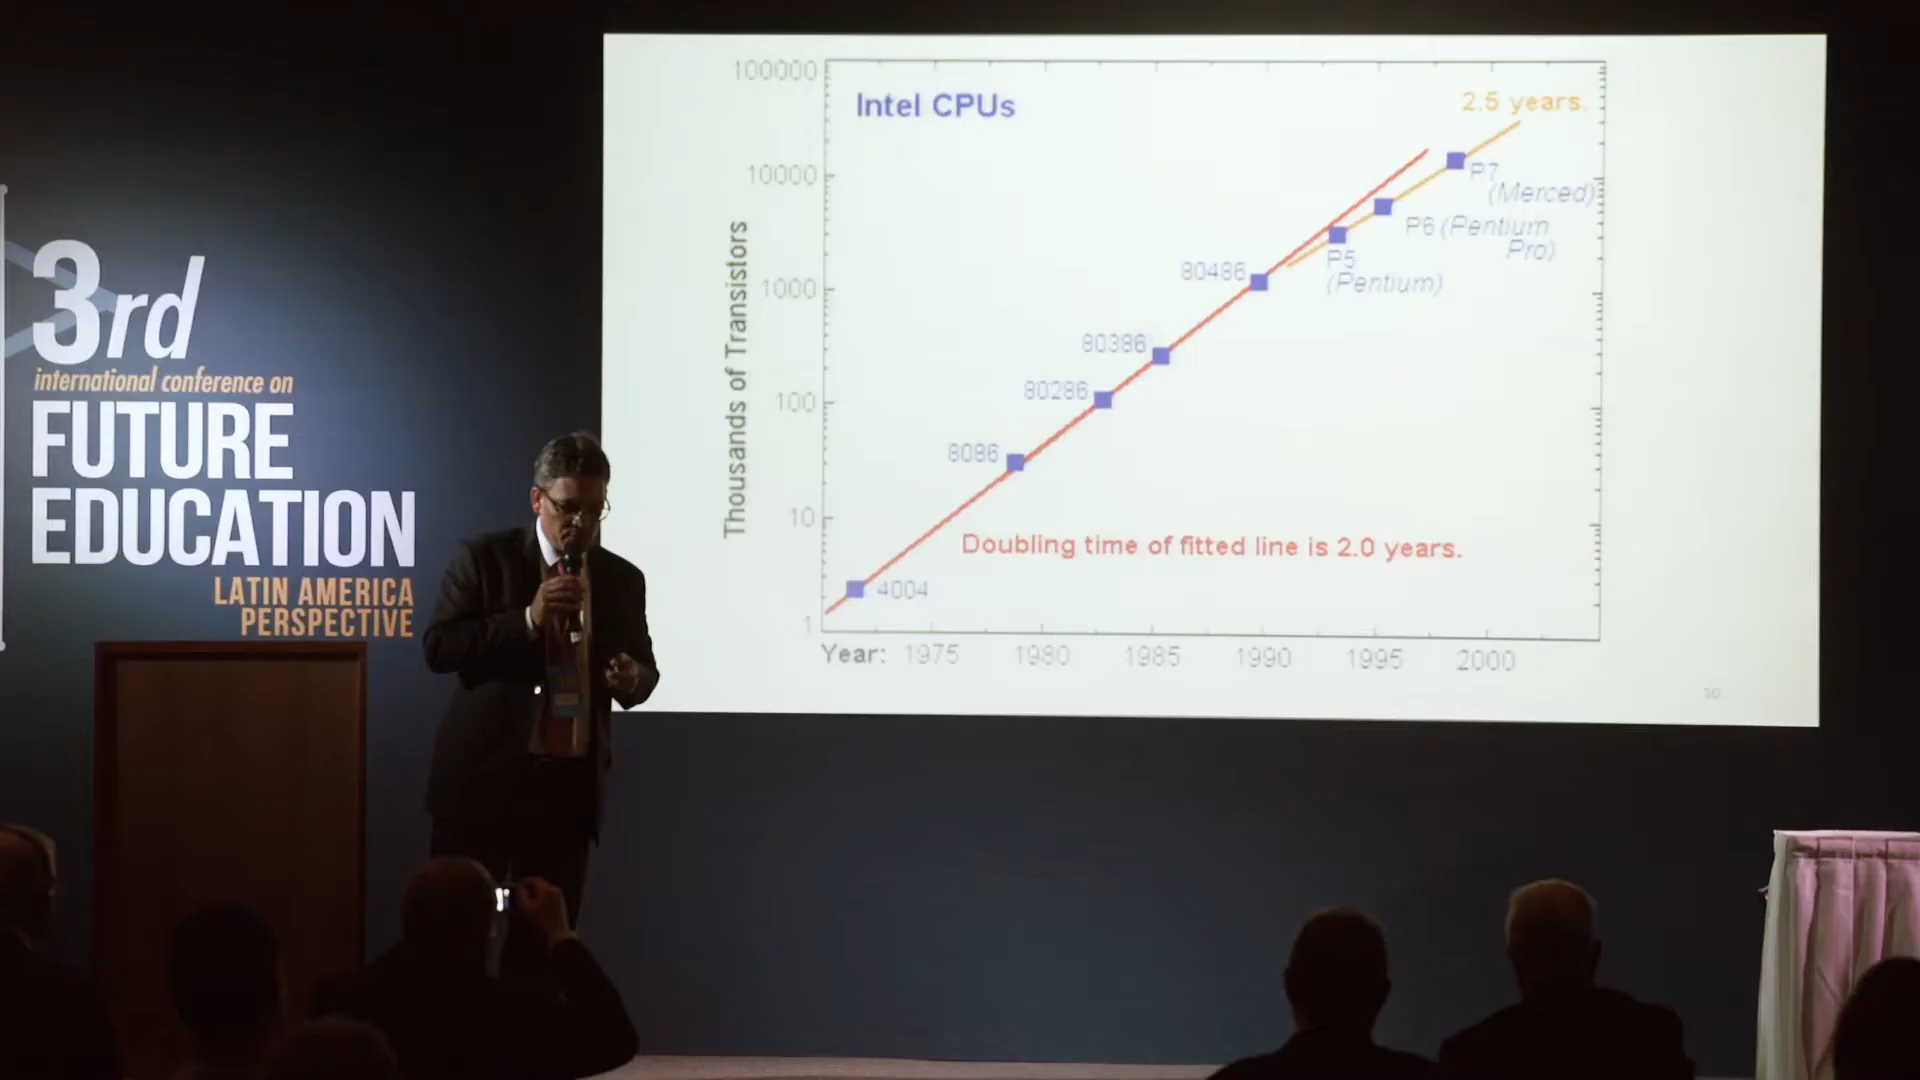 3rd
international conference on
FUTURE
EDUCATION
LATIN AMERICA
PERSPECTIVE
100000
10000
1000
100
10
1
Thousands of Transistors
Intel CPUs
2.5 years.
P7
(Merced)
P6 (Pentium
Pro)
P5
(Pentium)
80486
80386
80286
8086
4004
Doubling time of fitted line is 2.0 years.
Year: 1975 1980 1985 1990 1995 2000
10